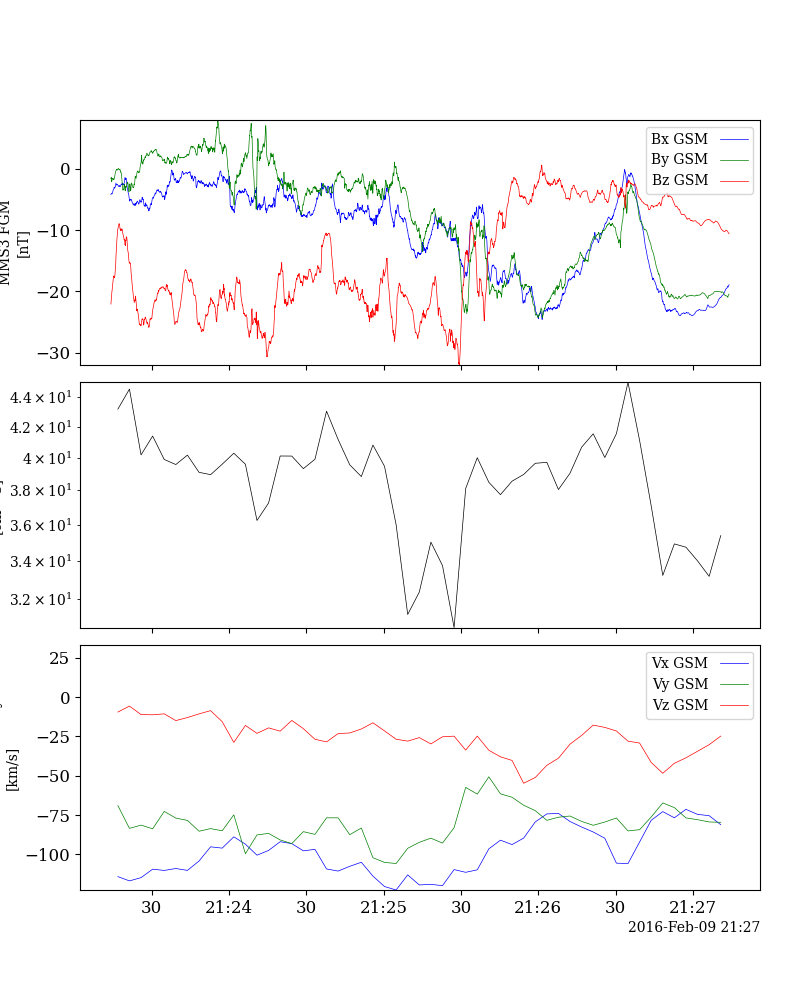 Bx GSM
By GSM
Bz GSM
0
−10
−20
−30
MMS3 FGM
[nT]
4.4 × 10¹
4.2 × 10¹
4 × 10¹
3.8 × 10¹
3.6 × 10¹
3.4 × 10¹
3.2 × 10¹
Vx GSM
Vy GSM
Vz GSM
25
0
−25
−50
−75
−100
[km/s]
30
21:24
30
21:25
30
21:26
30
21:27
2016-Feb-09 21:27